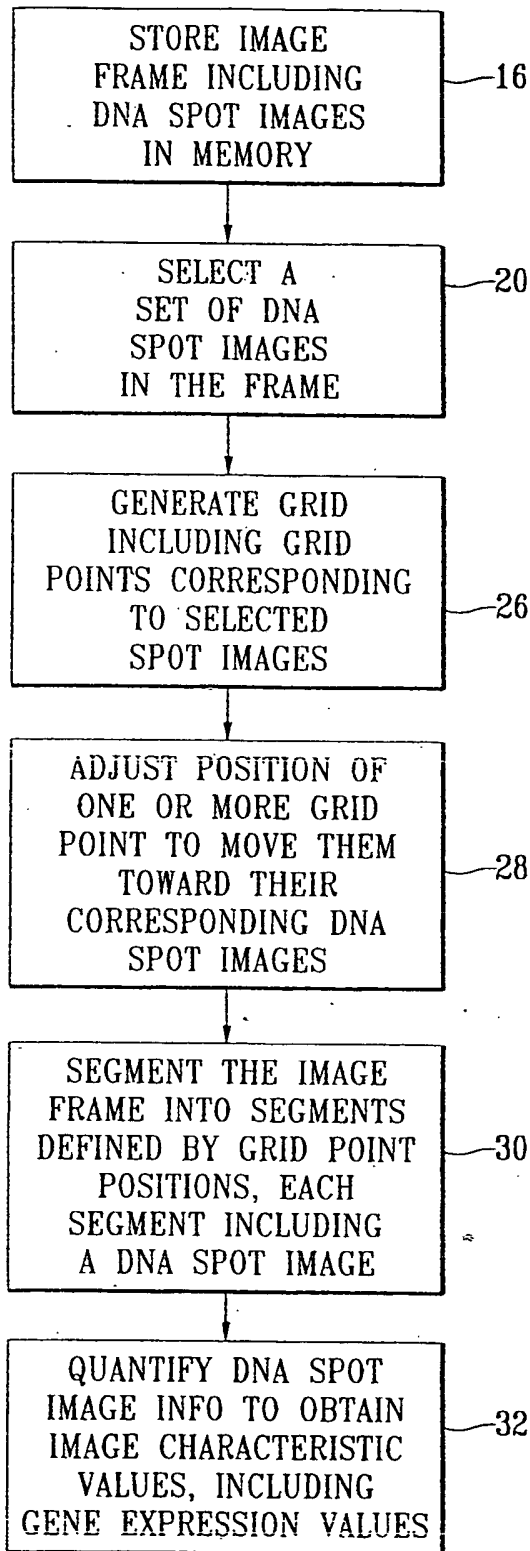 STORE IMAGE
FRAME INCLUDING
DNA SPOT IMAGES
IN MEMORY
16
SELECT A
SET OF DNA
SPOT IMAGES
IN THE FRAME
20
GENERATE GRID
INCLUDING GRID
POINTS CORRESPONDING
TO SELECTED
SPOT IMAGES
26
ADJUST POSITION OF
ONE OR MORE GRID
POINT TO MOVE THEM
TOWARD THEIR
CORRESPONDING DNA
SPOT IMAGES
28
SEGMENT THE IMAGE
FRAME INTO SEGMENTS
DEFINED BY GRID POINT
POSITIONS, EACH
SEGMENT INCLUDING
A DNA SPOT IMAGE
30
QUANTIFY DNA SPOT
IMAGE INFO TO OBTAIN
IMAGE CHARACTERISTIC
VALUES, INCLUDING
GENE EXPRESSION VALUES
32